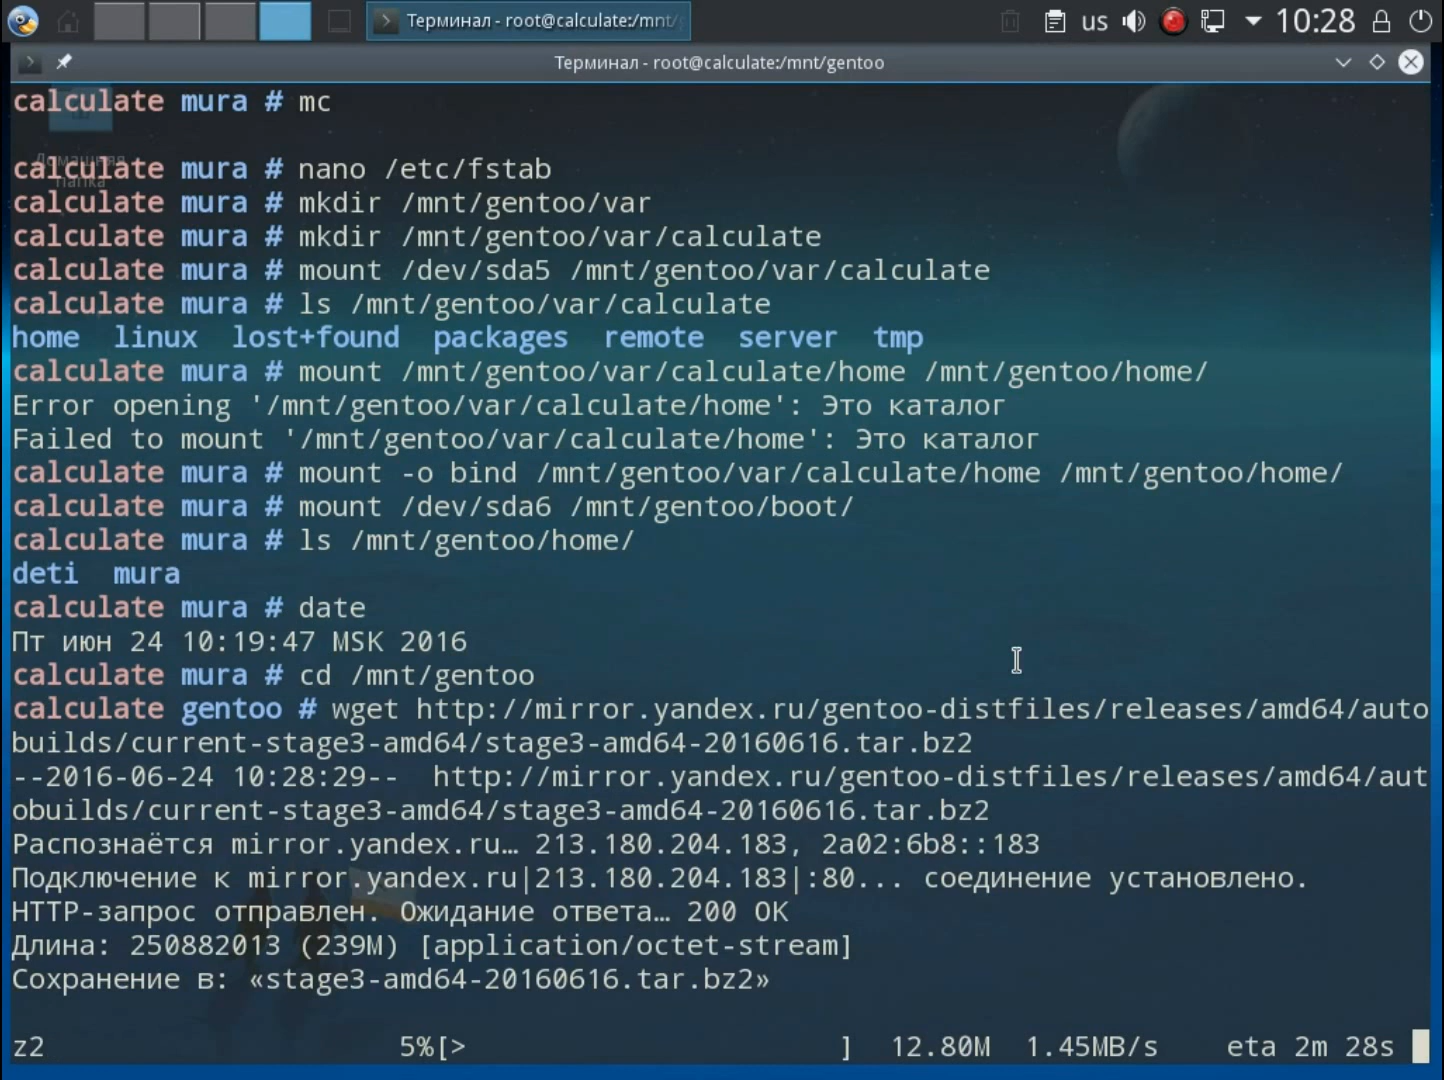 Терминал - root@calculate:/mnt/
us
10:28
Терминал - root@calculate:/mnt/gentoo
calculate mura # mc
Домашняя папка
calculate mura # nano /etc/fstab
calculate mura # mkdir /mnt/gentoo/var
calculate mura # mkdir /mnt/gentoo/var/calculate
calculate mura # mount /dev/sda5 /mnt/gentoo/var/calculate
calculate mura # ls /mnt/gentoo/var/calculate
home linux lost+found packages remote server tmp
calculate mura # mount /mnt/gentoo/var/calculate/home /mnt/gentoo/home/
Error opening '/mnt/gentoo/var/calculate/home': Это каталог
Failed to mount '/mnt/gentoo/var/calculate/home': Это каталог
calculate mura # mount -o bind /mnt/gentoo/var/calculate/home /mnt/gentoo/home/
calculate mura # mount /dev/sda6 /mnt/gentoo/boot/
calculate mura # ls /mnt/gentoo/home/
deti mura
calculate mura # date
Пт июн 24 10:19:47 MSK 2016
calculate mura # cd /mnt/gentoo
calculate gentoo # wget http://mirror.yandex.ru/gentoo-distfiles/releases/amd64/auto
builds/current-stage3-amd64/stage3-amd64-20160616.tar.bz2
--2016-06-24 10:28:29-- http://mirror.yandex.ru/gentoo-distfiles/releases/amd64/aut
obuilds/current-stage3-amd64/stage3-amd64-20160616.tar.bz2
Распознаётся mirror.yandex.ru… 213.180.204.183, 2a02:6b8::183
Подключение к mirror.yandex.ru|213.180.204.183|:80... соединение установлено.
HTTP-запрос отправлен. Ожидание ответа… 200 OK
Длина: 250882013 (239M) [application/octet-stream]
Сохранение в: «stage3-amd64-20160616.tar.bz2»
z2 5%[> ] 12.80M 1.45MB/s eta 2m 28s